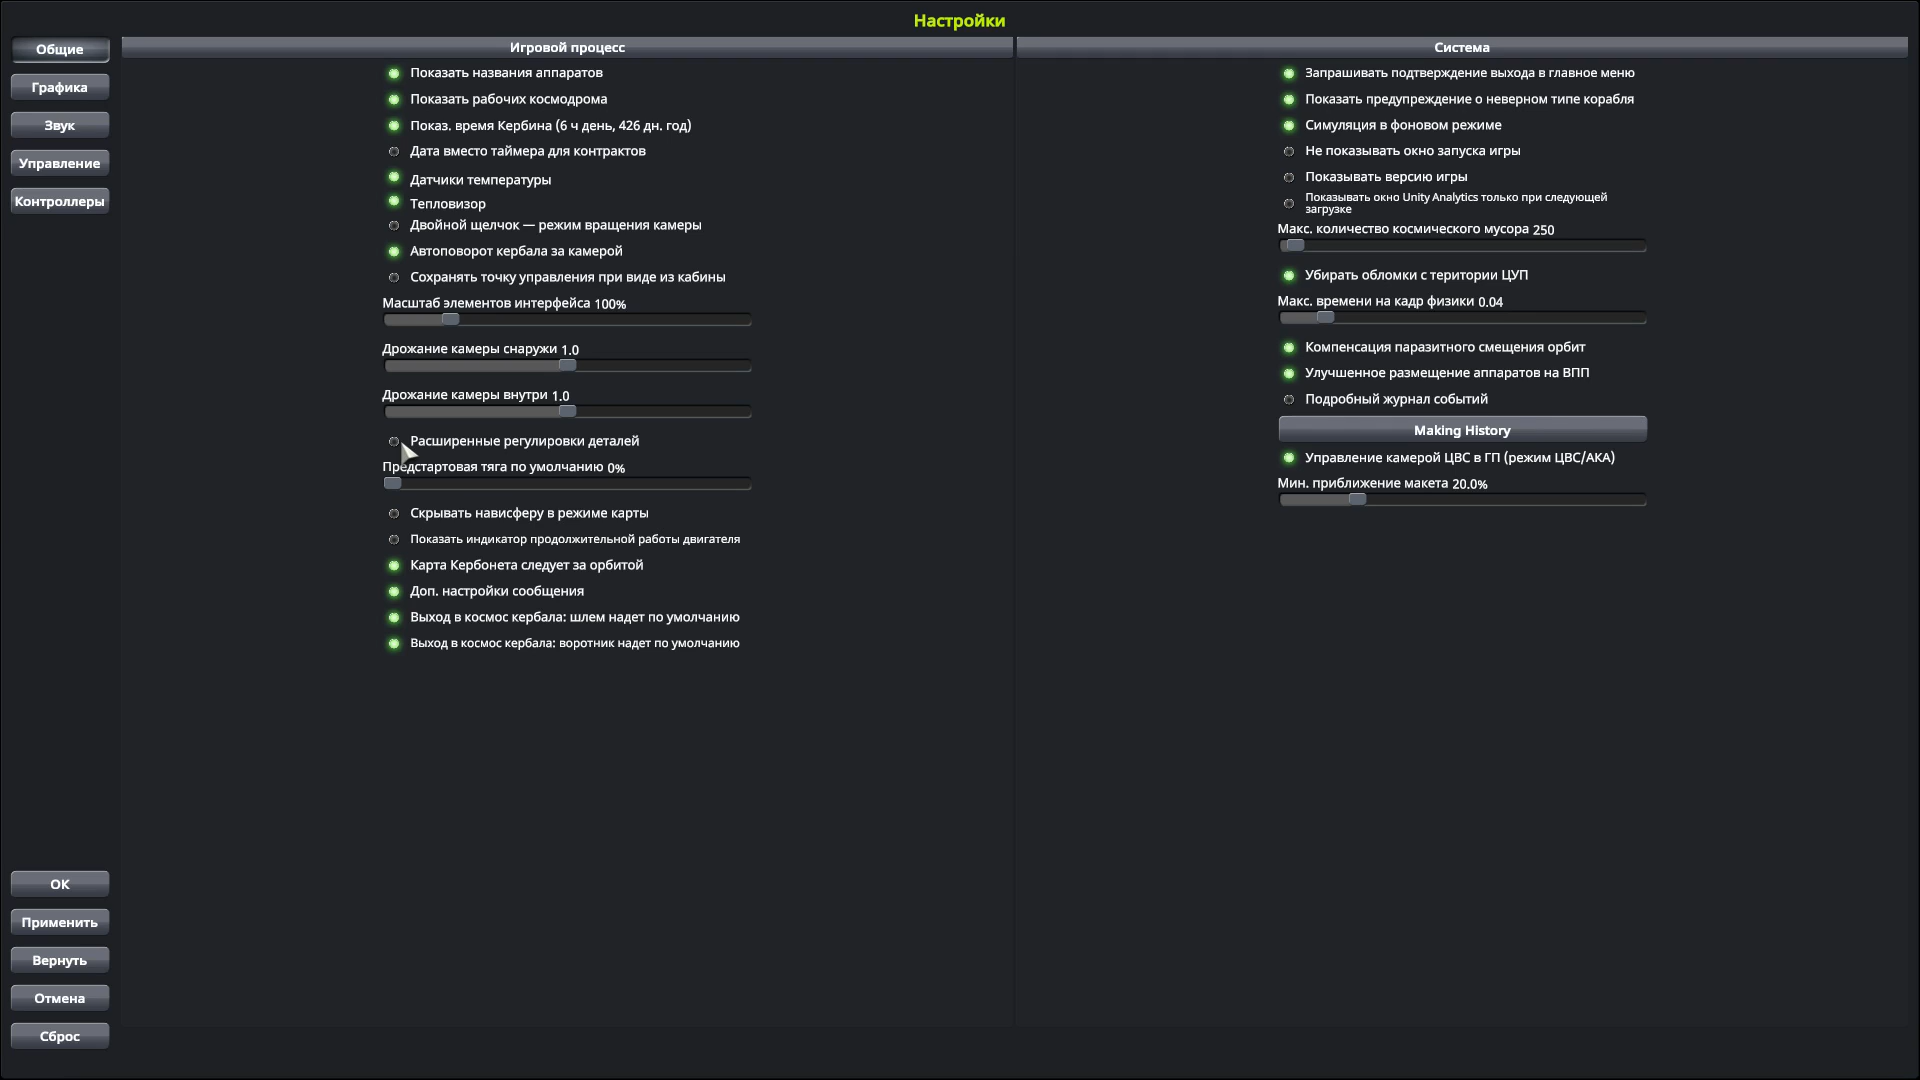 Настройки
Общие
Графика
Звук
Управление
Контроллеры
Игровой процесс
Показать названия аппаратов
Показать рабочих космодрома
Показ. время Кербина (6 ч день, 426 дн. год)
Дата вместо таймера для контрактов
Датчики температуры
Тепловизор
Двойной щелчок — режим вращения камеры
Автоповорот кербала за камерой
Сохранять точку управления при виде из кабины
Масштаб элементов интерфейса 100%
Дрожание камеры снаружи 1.0
Дрожание камеры внутри 1.0
Расширенные регулировки деталей
Предстартовая тяга по умолчанию 0%
Скрывать нависферу в режиме карты
Показать индикатор продолжительной работы двигателя
Карта Кербонета следует за орбитой
Доп. настройки сообщения
Выход в космос кербала: шлем надет по умолчанию
Выход в космос кербала: воротник надет по умолчанию
Система
Запрашивать подтверждение выхода в главное меню
Показать предупреждение о неверном типе корабля
Симуляция в фоновом режиме
Не показывать окно запуска игры
Показывать версию игры
Показывать окно Unity Analytics только при следующей
загрузке
Макс. количество космического мусора 250
Убирать обломки с територии ЦУП
Макс. времени на кадр физики 0.04
Компенсация паразитного смещения орбит
Улучшенное размещение аппаратов на ВПП
Подробный журнал событий
Making History
Управление камерой ЦВС в ГП (режим ЦВС/АКА)
Мин. приближение макета 20.0%
ОК
Применить
Вернуть
Отмена
Сброс